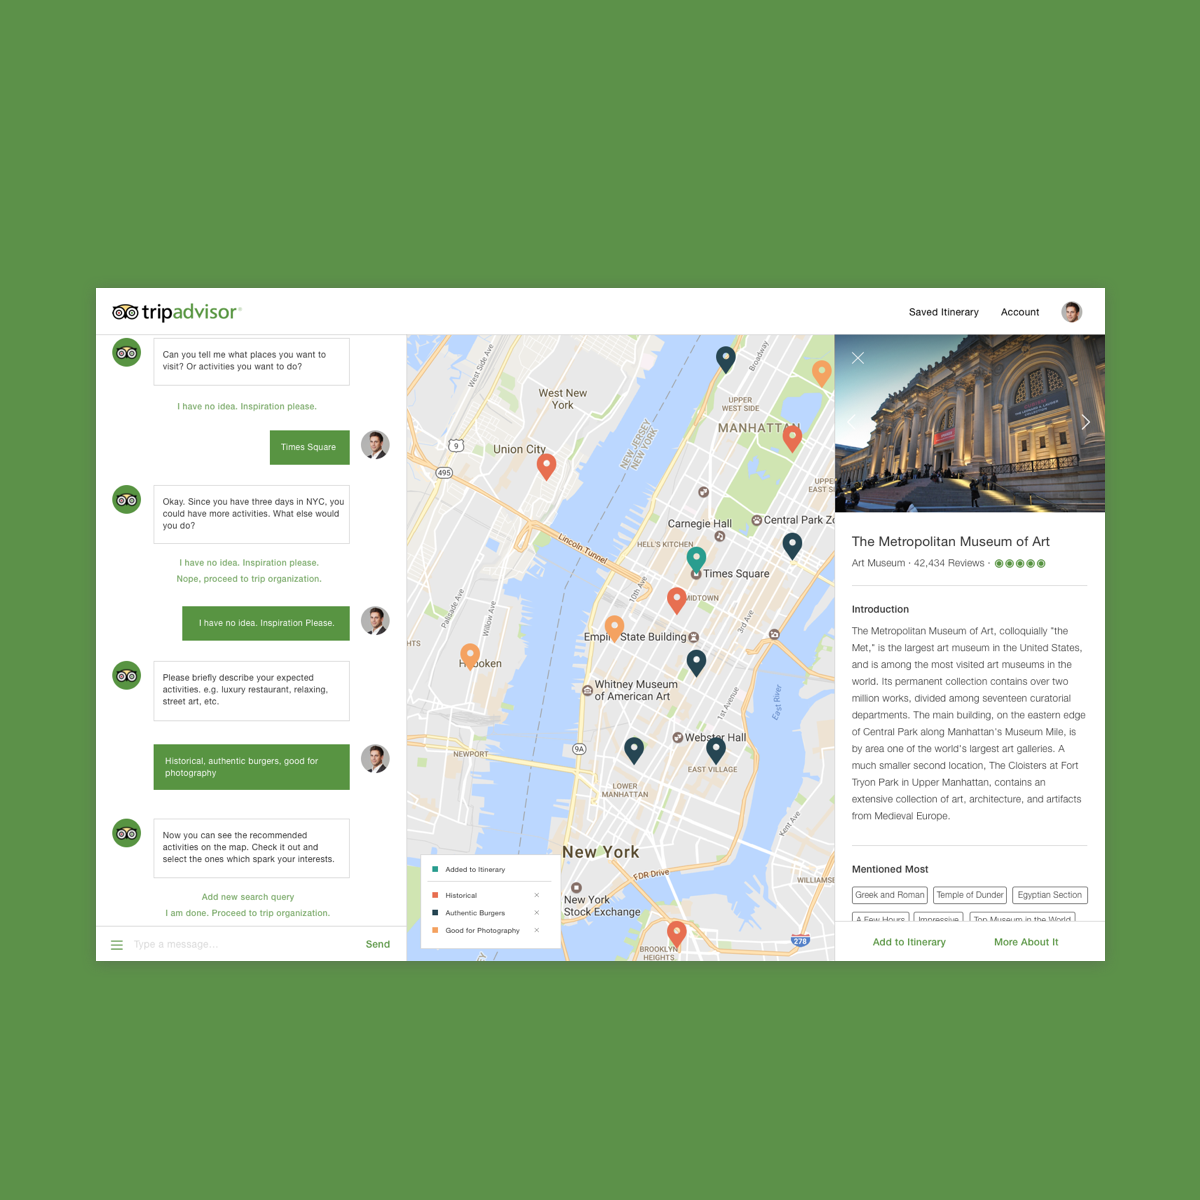 tripadvisor®
Saved Itinerary
Account
Can you tell me what places you want to
visit? Or activities you want to do?
I have no idea. Inspiration please.
Times Square
Okay. Since you have three days in NYC, you
could have more activities. What else would
you do?
I have no idea. Inspiration please.
Nope, proceed to trip organization.
I have no idea. Inspiration Please.
Please briefly describe your expected
activities. e.g. luxury restaurant, relaxing,
street art, etc.
Historical, authentic burgers, good for
photography
Now you can see the recommended
activities on the map. Check it out and
select the ones which spark your interests.
Add new search query
I am done. Proceed to trip organization.
Type a message...
Send
West Side Ave
Broadway
West New
York
UPPER
WEST SIDE
MANHATTAN
NEW JERSEY
NEW YORK
9
Union City
495
UPPE
EAST S
Carnegie Hall
Central Park Zo
HELL'S KITCHEN
Lincoln Tunnel
Times Square
10th Ave
MIDTOWN
Palisade Ave
Willow Ave
3rd Ave
HTS
Empire State Building
Hoboken
Whitney Museum
of American Art
1st Avenue
East River
Webster Hall
9A
NEWPORT
EAST VILLAGE
LOWER
MANHATTAN
Kent Ave
New York
FDR Drive
WILLIAMS
New York
Stock Exchange
BROOKLYN
HEIGHTS
278
Added to Itinerary
Historical
Authentic Burgers
Good for Photography
The Metropolitan Museum of Art
Art Museum · 42,434 Reviews ·
Introduction
The Metropolitan Museum of Art, colloquially "the
Met," is the largest art museum in the United States,
and is among the most visited art museums in the
world. Its permanent collection contains over two
million works, divided among seventeen curatorial
departments. The main building, on the eastern edge
of Central Park along Manhattan's Museum Mile, is
by area one of the world's largest art galleries. A
much smaller second location, The Cloisters at Fort
Tryon Park in Upper Manhattan, contains an
extensive collection of art, architecture, and artifacts
from Medieval Europe.
Mentioned Most
Greek and Roman
Temple of Dunder
Egyptian Section
A Few Hours
Impressive
Top Museum in the World
Add to Itinerary
More About It